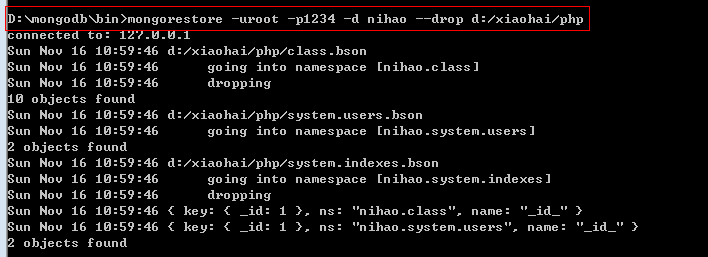 D:\mongodb\bin>mongorestore -uroot -p1234 -d nihao --drop d:/xiaohai/php
connected to: 127.0.0.1
Sun Nov 16 10:59:46 d:/xiaohai/php/class.bson
Sun Nov 16 10:59:46      going into namespace [nihao.class]
Sun Nov 16 10:59:46      dropping
10 objects found
Sun Nov 16 10:59:46 d:/xiaohai/php/system.users.bson
Sun Nov 16 10:59:46      going into namespace [nihao.system.users]
2 objects found
Sun Nov 16 10:59:46 d:/xiaohai/php/system.indexes.bson
Sun Nov 16 10:59:46      going into namespace [nihao.system.indexes]
Sun Nov 16 10:59:46      dropping
Sun Nov 16 10:59:46 { key: { _id: 1 }, ns: "nihao.class", name: "_id_" }
Sun Nov 16 10:59:46 { key: { _id: 1 }, ns: "nihao.system.users", name: "_id_" }
2 objects found